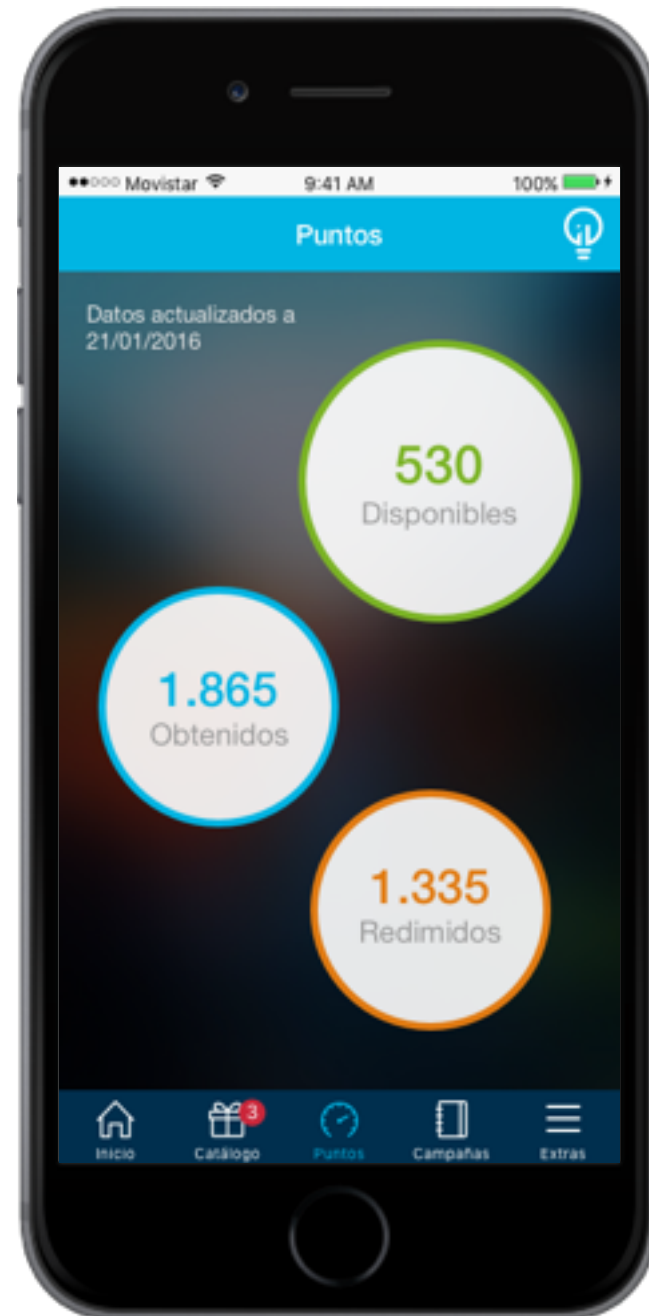 Movistar 9:41 AM 100%
Puntos
Datos actualizados a
21/01/2016
530
Disponibles
1.865
Obtenidos
1.335
Redimidos
3
Inicio Catálogo Puntos Campañas Extras